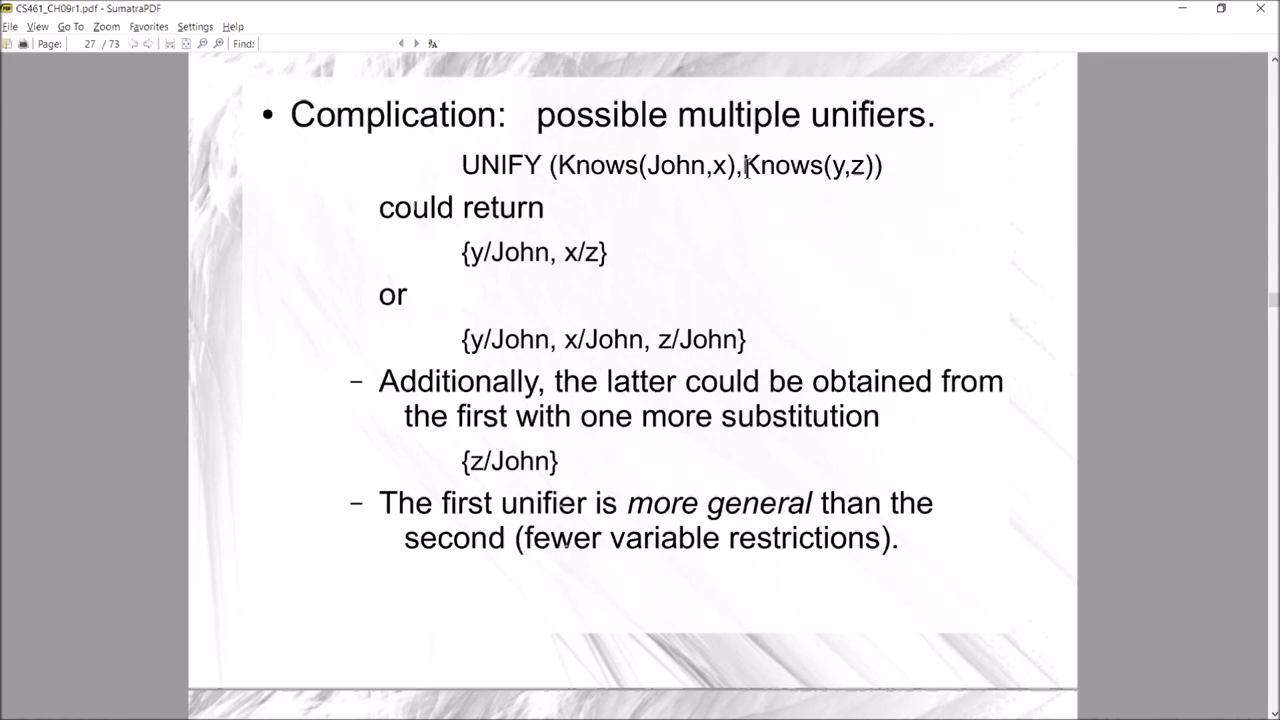 CS461_CH09r1.pdf - SumatraPDF
File View Go To Zoom Favorites Settings Help
Page: 27 / 73 Find:
• Complication: possible multiple unifiers.
UNIFY (Knows(John,x),Knows(y,z))
could return
{y/John, x/z}
or
{y/John, x/John, z/John}
– Additionally, the latter could be obtained from
the first with one more substitution
{z/John}
– The first unifier is more general than the
second (fewer variable restrictions).